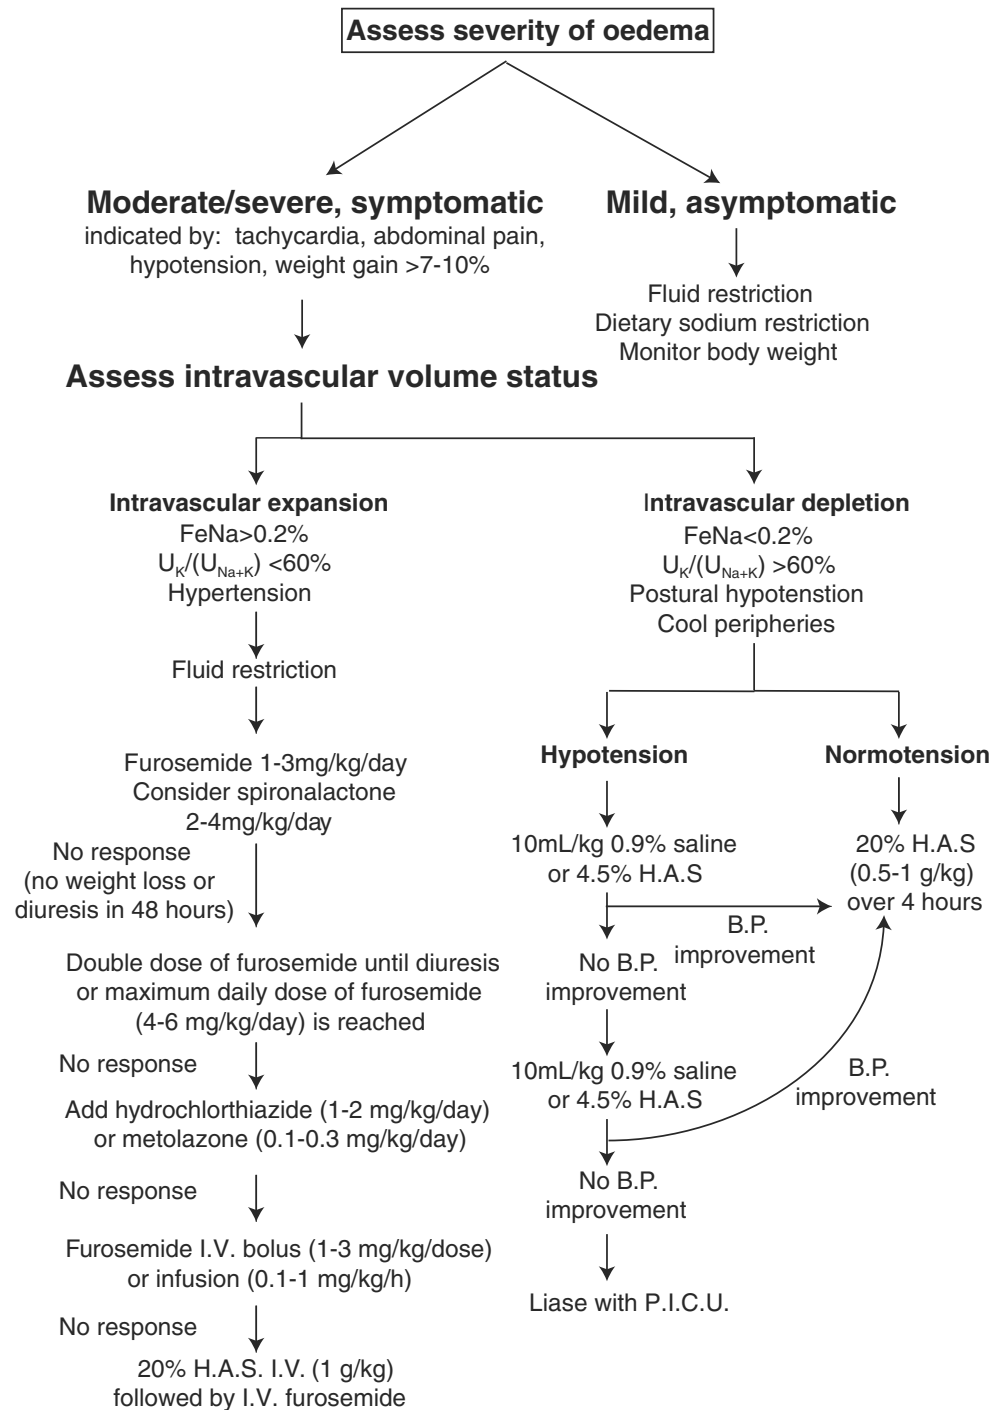 Assess severity of oedema
Moderate/severe, symptomatic
indicated by: tachycardia, abdominal pain,
hypotension, weight gain >7-10%
Mild, asymptomatic
Fluid restriction
Dietary sodium restriction
Monitor body weight
Assess intravascular volume status
Intravascular expansion
FeNa>0.2%
U_K/(U_Na+K) <60%
Hypertension
Fluid restriction
Furosemide 1-3mg/kg/day
Consider spironalactone
2-4mg/kg/day
No response
(no weight loss or
diuresis in 48 hours)
Double dose of furosemide until diuresis
or maximum daily dose of furosemide
(4-6 mg/kg/day) is reached
No response
Add hydrochlorthiazide (1-2 mg/kg/day)
or metolazone (0.1-0.3 mg/kg/day)
No response
Furosemide I.V. bolus (1-3 mg/kg/dose)
or infusion (0.1-1 mg/kg/h)
No response
20% H.A.S. I.V. (1 g/kg)
followed by I.V. furosemide
Intravascular depletion
FeNa<0.2%
U_K/(U_Na+K) >60%
Postural hypotenstion
Cool peripheries
Hypotension
10mL/kg 0.9% saline
or 4.5% H.A.S
B.P.
improvement
No B.P.
improvement
10mL/kg 0.9% saline
or 4.5% H.A.S
B.P.
improvement
No B.P.
improvement
Liase with P.I.C.U.
Normotension
20% H.A.S
(0.5-1 g/kg)
over 4 hours